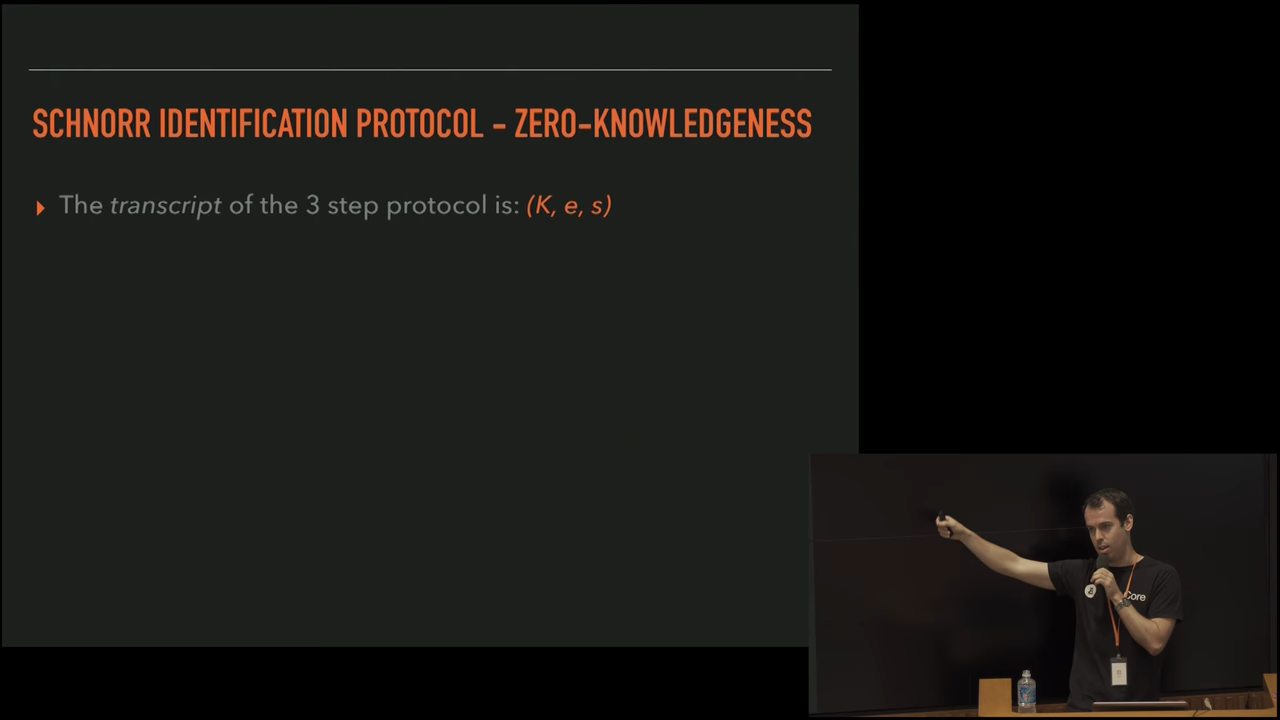 SCHNORR IDENTIFICATION PROTOCOL – ZERO-KNOWLEDGENESS
The transcript of the 3 step protocol is: (K, e, s)
Core